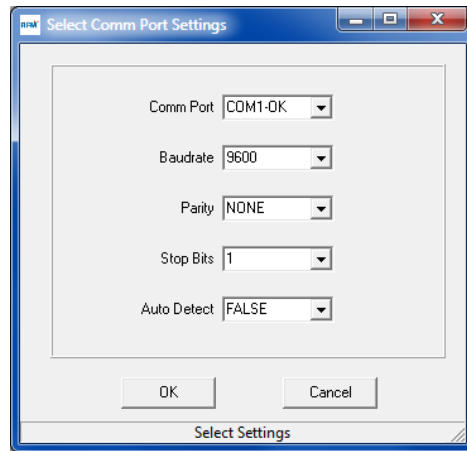 RFM Select Comm Port Settings
Comm Port COM1-OK
Baudrate 9600
Parity NONE
Stop Bits 1
Auto Detect FALSE
OK Cancel
Select Settings